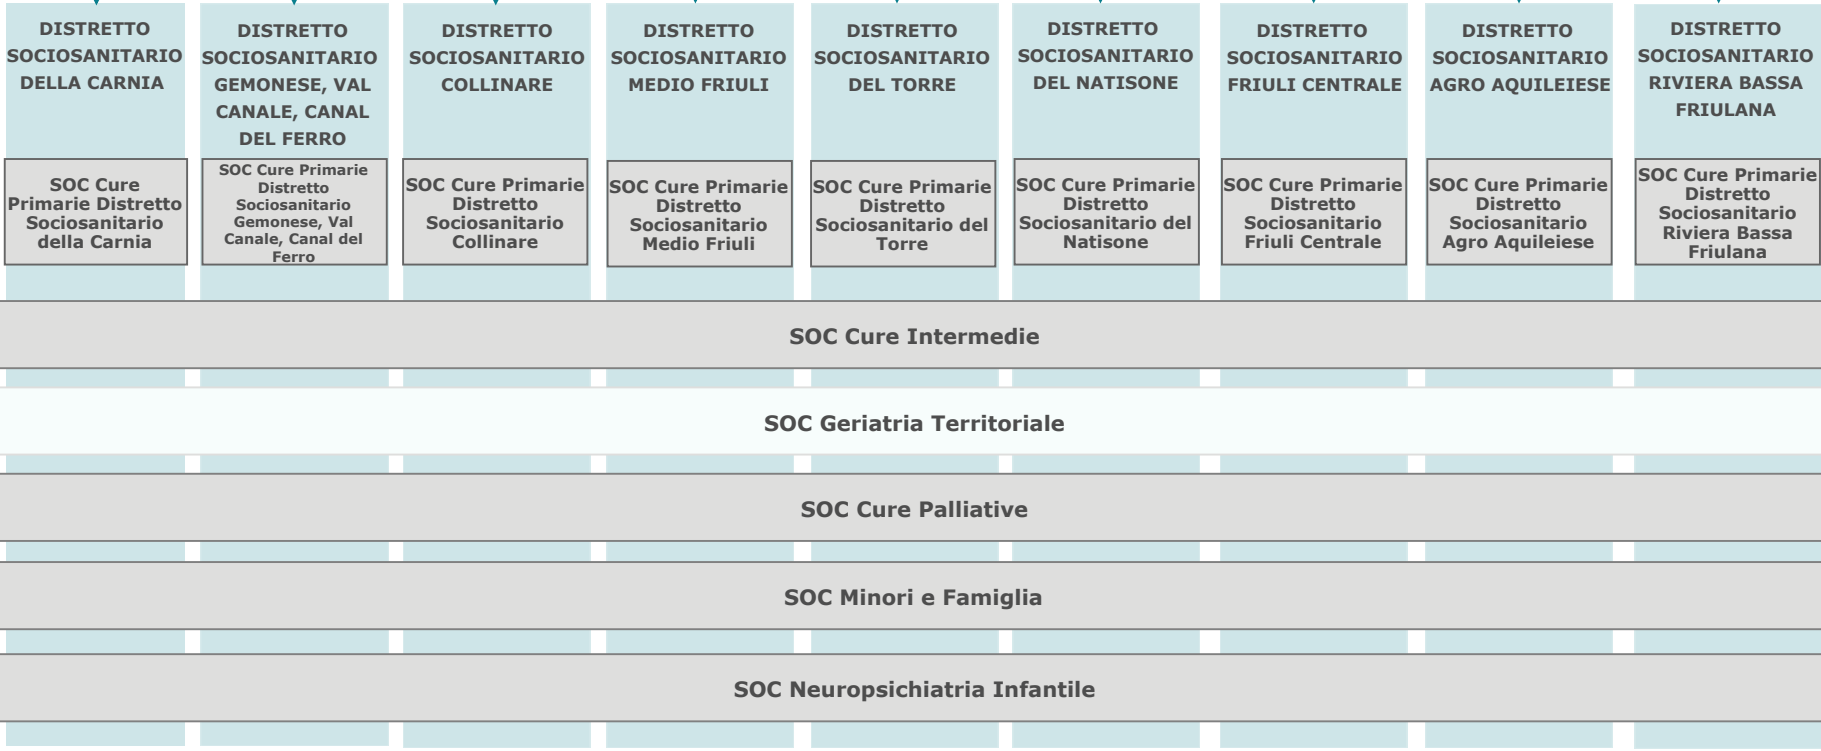 DISTRETTO
SOCIOSANITARIO
DELLA CARNIA
DISTRETTO
SOCIOSANITARIO
GEMONESE, VAL
CANALE, CANAL
DEL FERRO
DISTRETTO
SOCIOSANITARIO
COLLINARE
DISTRETTO
SOCIOSANITARIO
MEDIO FRIULI
DISTRETTO
SOCIOSANITARIO
DEL TORRE
DISTRETTO
SOCIOSANITARIO
DEL NATISONE
DISTRETTO
SOCIOSANITARIO
FRIULI CENTRALE
DISTRETTO
SOCIOSANITARIO
AGRO AQUILEIESE
DISTRETTO
SOCIOSANITARIO
RIVIERA BASSA
FRIULANA
SOC Cure
Primarie Distretto
Sociosanitario
della Carnia
SOC Cure Primarie
Distretto
Sociosanitario
Gemonese, Val
Canale, Canal del
Ferro
SOC Cure Primarie
Distretto
Sociosanitario
Collinare
SOC Cure Primarie
Distretto
Sociosanitario
Medio Friuli
SOC Cure Primarie
Distretto
Sociosanitario del
Torre
SOC Cure Primarie
Distretto
Sociosanitario del
Natisone
SOC Cure Primarie
Distretto
Sociosanitario
Friuli Centrale
SOC Cure Primarie
Distretto
Sociosanitario
Agro Aquileiese
SOC Cure Primarie
Distretto
Sociosanitario
Riviera Bassa
Friulana
SOC Cure Intermedie
SOC Geriatria Territoriale
SOC Cure Palliative
SOC Minori e Famiglia
SOC Neuropsichiatria Infantile